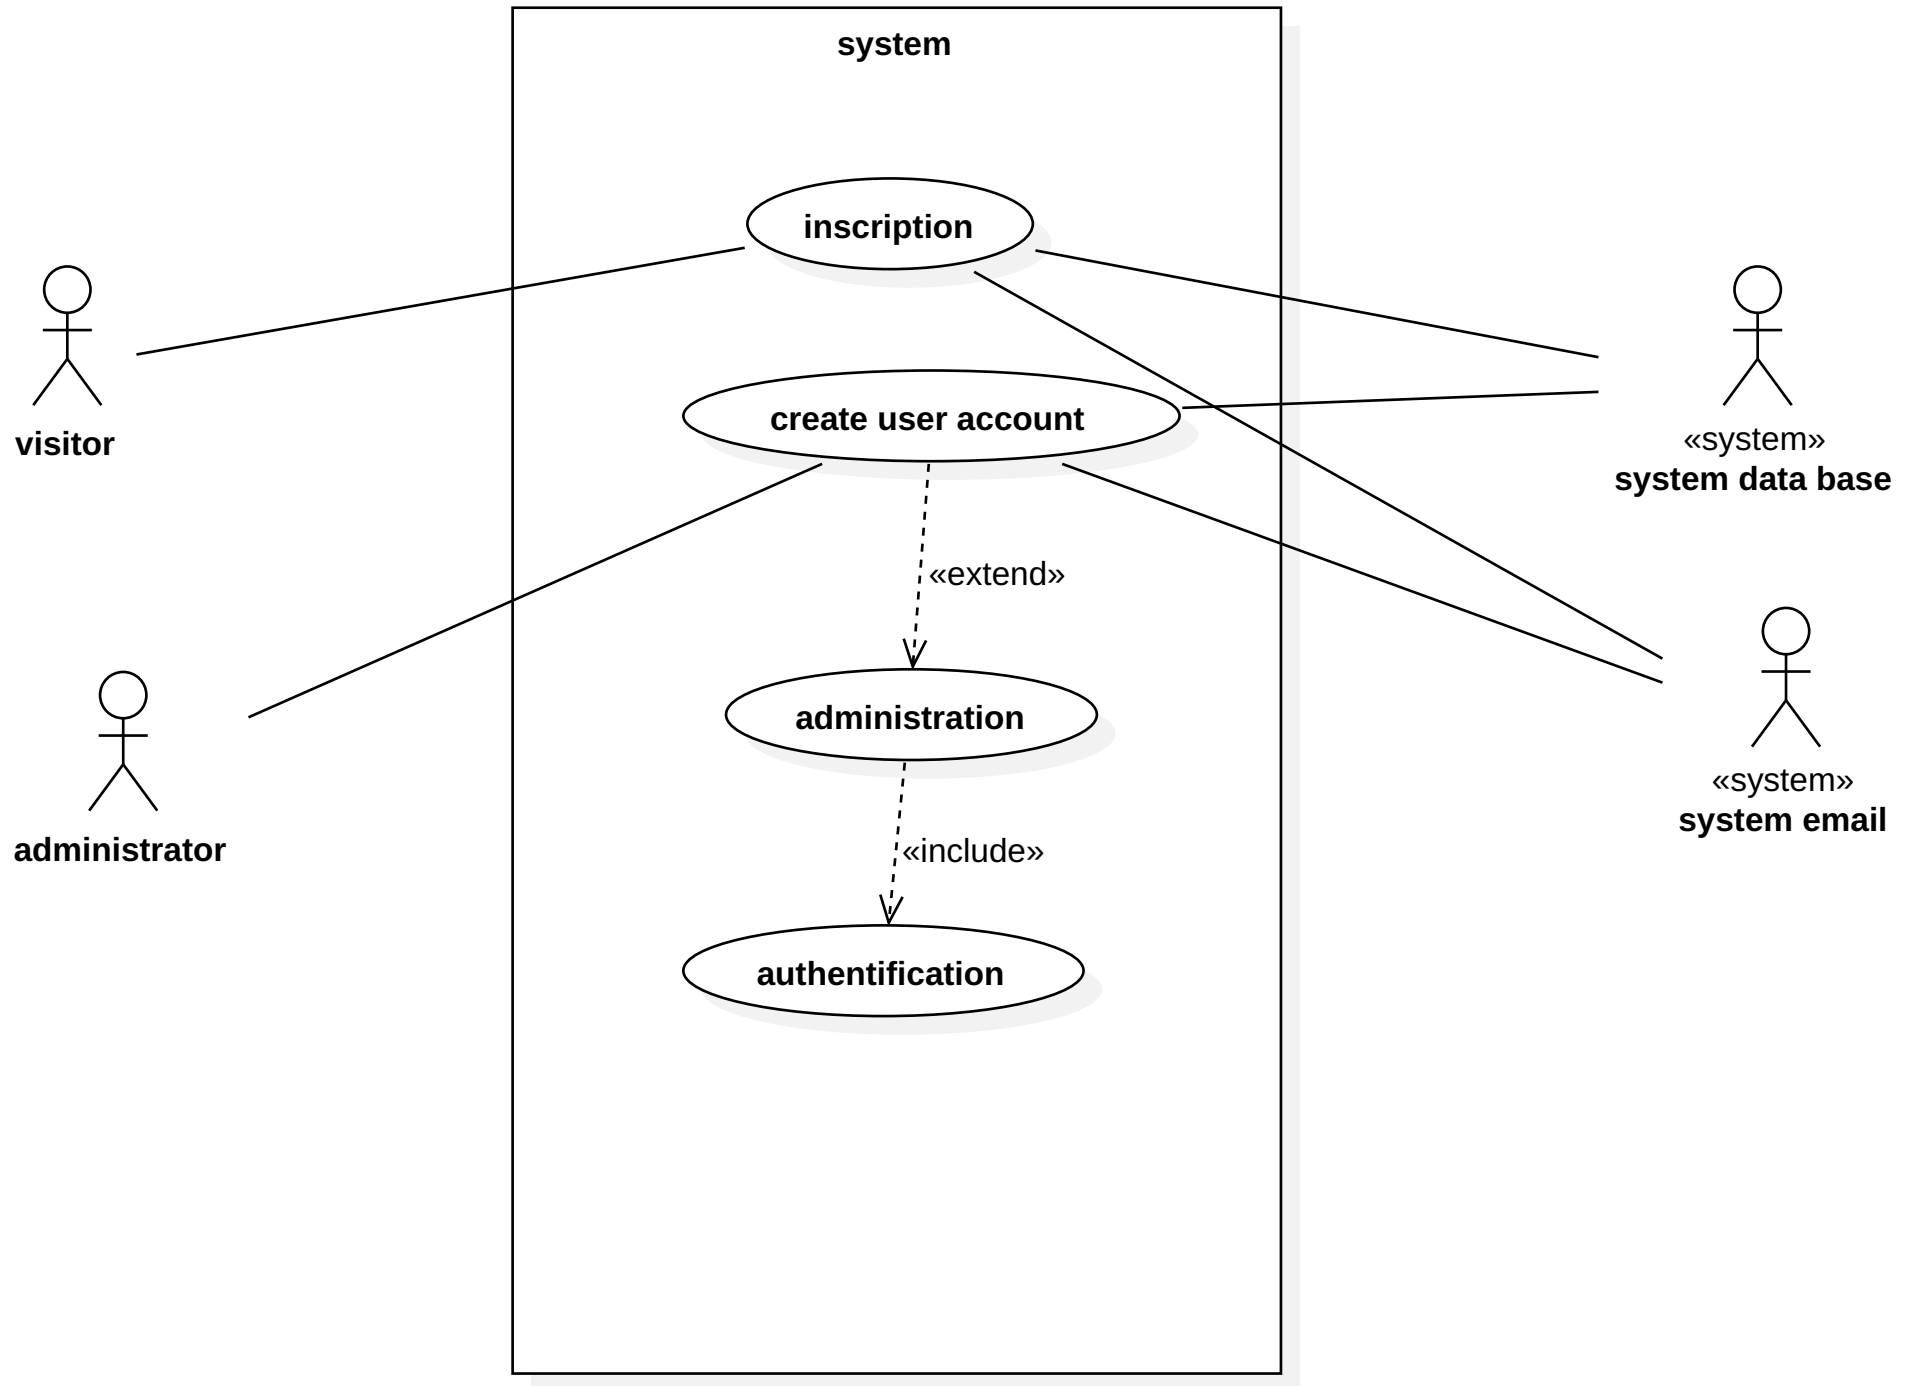 system
inscription
visitor
create user account
«system»
system data base
«extend»
administration
«system»
system email
administrator
«include»
authentification